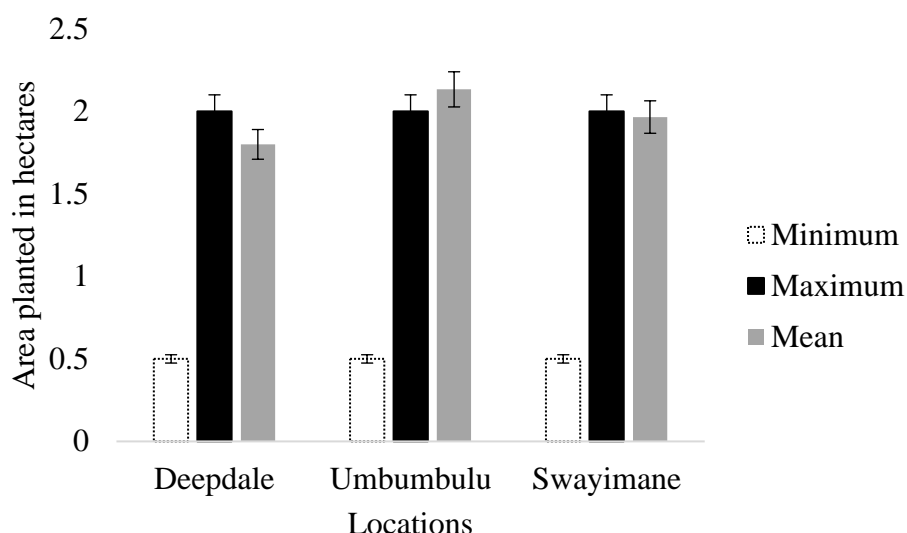 2.5
2
1.5
1
0.5
0
Area planted in hectares
Deepdale
Umbumbulu
Swayimane
Locations
Minimum
Maximum
Mean